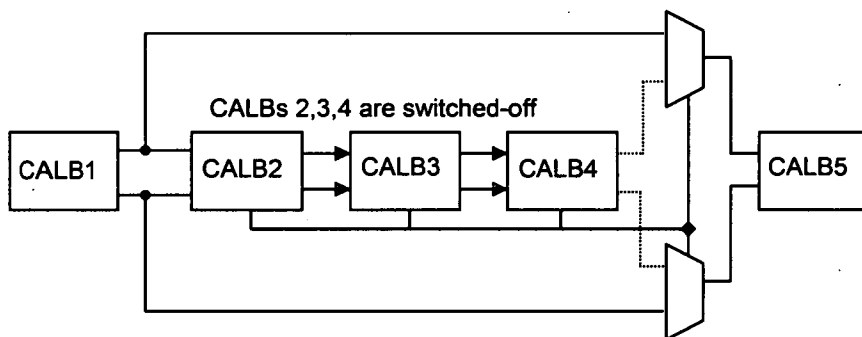 CALBs 2,3,4 are switched-off
CALB1
CALB2
CALB3
CALB4
CALB5